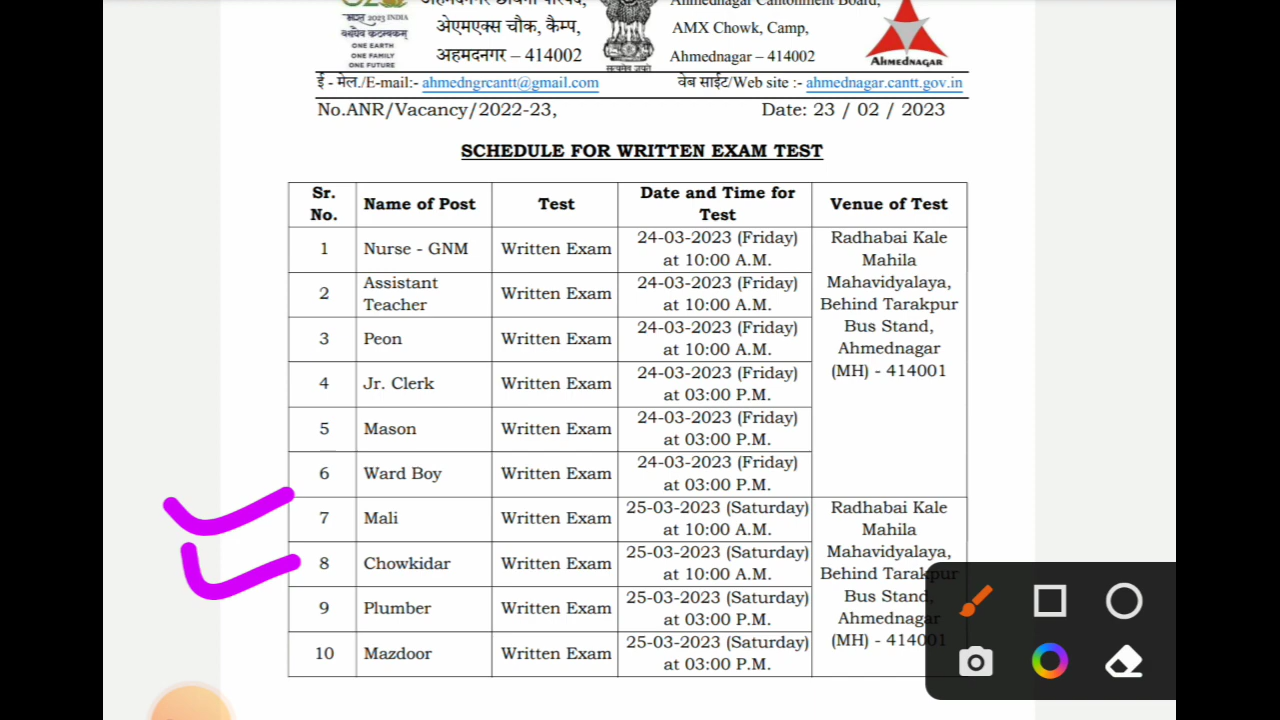 सत्यमेव जयते
वसुधैव कुटुम्बकम्
ONE EARTH
ONE FAMILY
ONE FUTURE
अहमदनगर छावनी परिषद,
एएमएक्स चौक, कैम्प,
अहमदनगर – 414002
Ahmednagar Cantonment Board,
AMX Chowk, Camp,
Ahmednagar – 414002
AHMEDNAGAR
ई - मेल./E-mail:- ahmedngrcantt@gmail.com
वेब साईट/Web site :- ahmednagar.cantt.gov.in
No.ANR/Vacancy/2022-23,
Date: 23 / 02 / 2023
SCHEDULE FOR WRITTEN EXAM TEST
Sr. No. Name of Post Test Date and Time for Test Venue of Test
1 Nurse - GNM Written Exam 24-03-2023 (Friday) at 10:00 A.M.
2 Assistant Teacher Written Exam 24-03-2023 (Friday) at 10:00 A.M.
3 Peon Written Exam 24-03-2023 (Friday) at 10:00 A.M.
4 Jr. Clerk Written Exam 24-03-2023 (Friday) at 03:00 P.M.
5 Mason Written Exam 24-03-2023 (Friday) at 03:00 P.M.
6 Ward Boy Written Exam 24-03-2023 (Friday) at 03:00 P.M.
Radhabai Kale
Mahila
Mahavidyalaya,
Behind Tarakpur
Bus Stand,
Ahmednagar
(MH) - 414001
7 Mali Written Exam 25-03-2023 (Saturday) at 10:00 A.M.
8 Chowkidar Written Exam 25-03-2023 (Saturday) at 10:00 A.M.
9 Plumber Written Exam 25-03-2023 (Saturday) at 03:00 P.M.
10 Mazdoor Written Exam 25-03-2023 (Saturday) at 03:00 P.M.
Radhabai Kale
Mahila
Mahavidyalaya,
Behind Tarakpur
Bus Stand,
Ahmednagar
(MH) - 414001